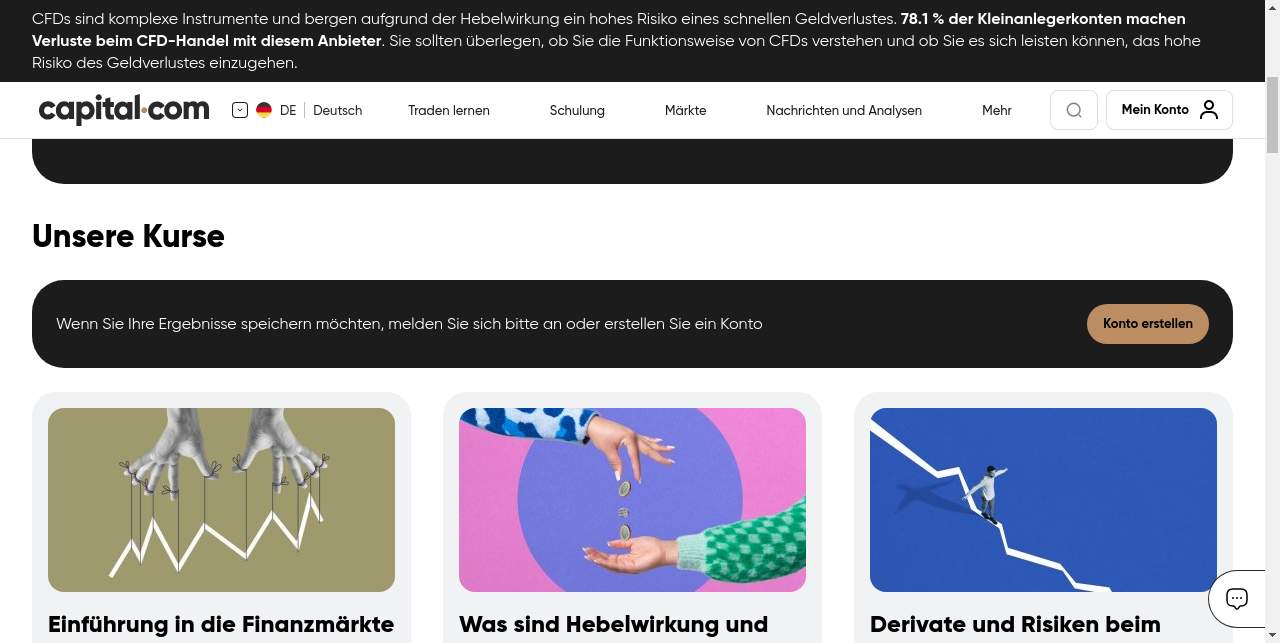 CFDs sind komplexe Instrumente und bergen aufgrund der Hebelwirkung ein hohes Risiko eines schnellen Geldverlustes. 78.1 % der Kleinanlegerkonten machen
Verluste beim CFD-Handel mit diesem Anbieter. Sie sollten überlegen, ob Sie die Funktionsweise von CFDs verstehen und ob Sie es sich leisten können, das hohe
Risiko des Geldverlustes einzugehen.
capital.com DE Deutsch Traden lernen Schulung Märkte Nachrichten und Analysen Mehr Mein Konto
Unsere Kurse
Wenn Sie Ihre Ergebnisse speichern möchten, melden Sie sich bitte an oder erstellen Sie ein Konto Konto erstellen
Einführung in die Finanzmärkte
Was sind Hebelwirkung und
Derivate und Risiken beim